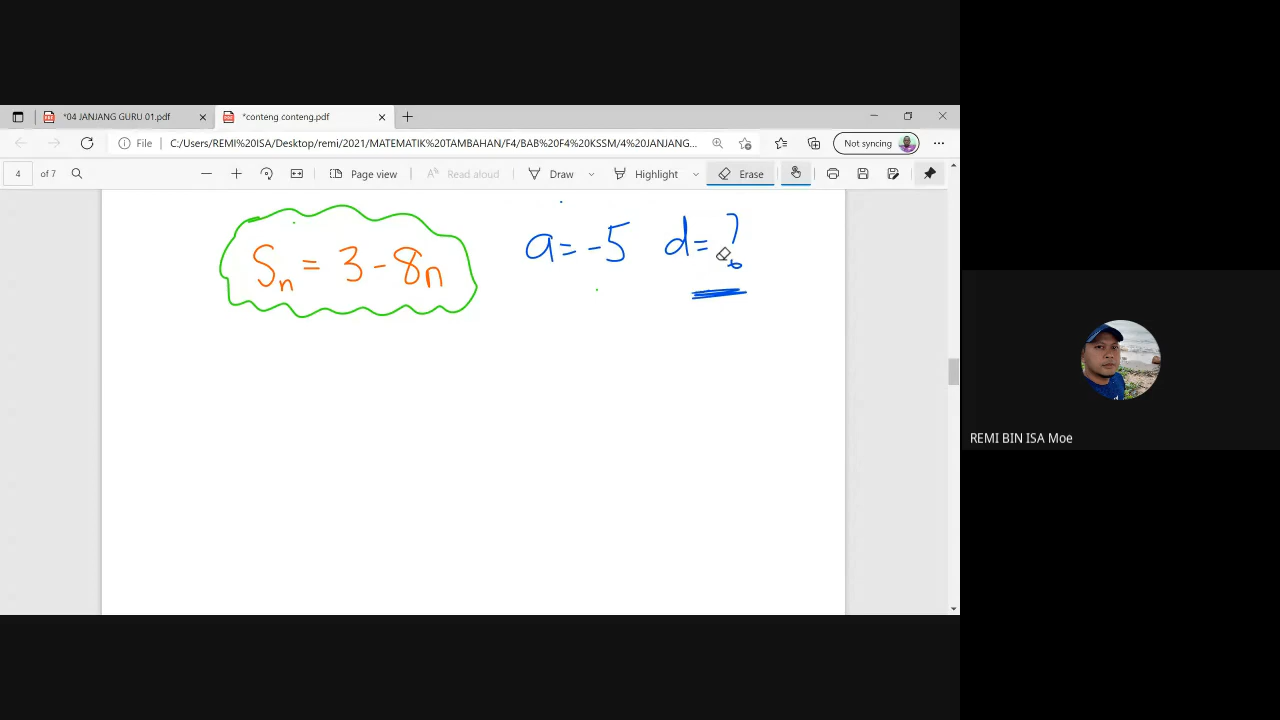 *04 JANJANG GURU 01.pdf
*conteng conteng.pdf
File
C:/Users/REMI%20ISA/Desktop/remi/2021/MATEMATIK%20TAMBAHAN/F4/BAB%20F4%20KSSM/4%20JANJANG...
Not syncing
4 of 7
Page view
Read aloud
Draw
Highlight
Erase
Sn = 3 - 8n
a = -5 d = ?
REMI BIN ISA Moe